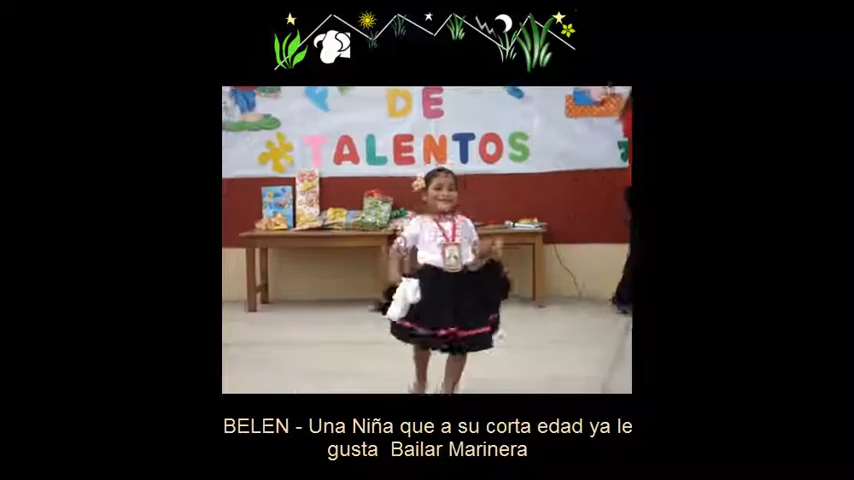 DE
TALENTOS
BELEN - Una Niña que a su corta edad ya le
gusta Bailar Marinera